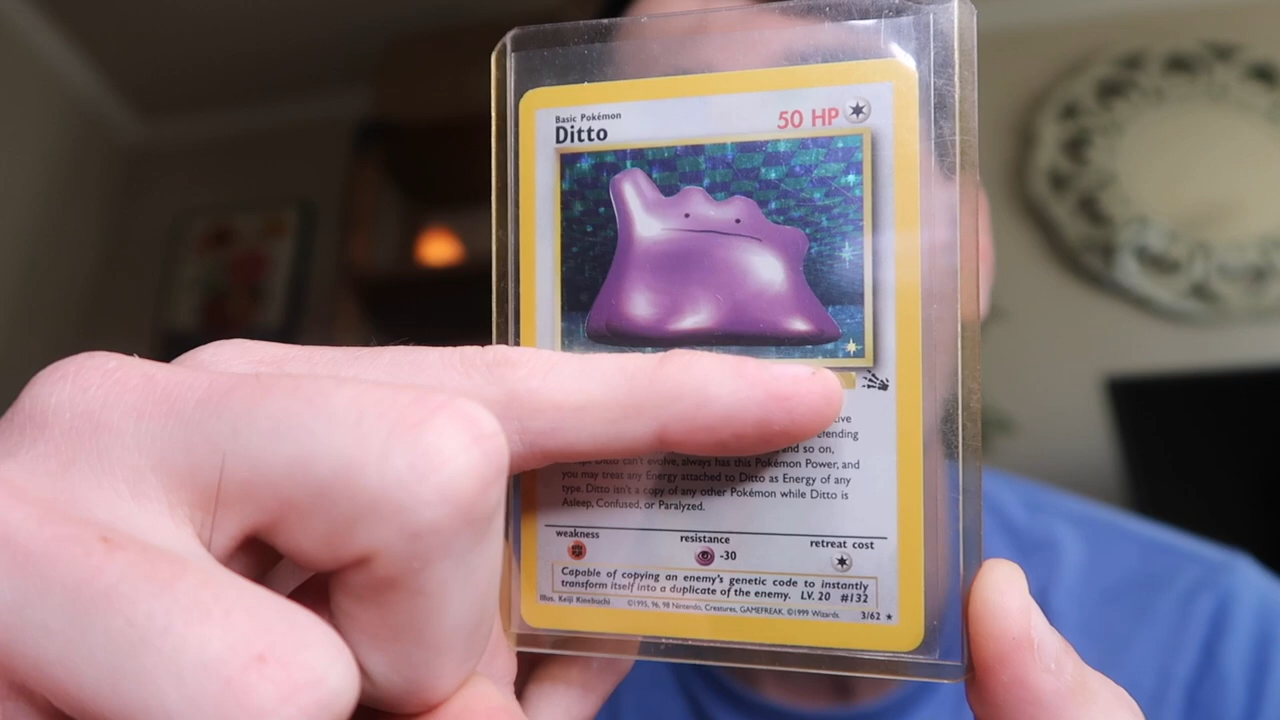 Basic Pokémon
Ditto
50 HP
ive
efending
and so on,
Ditto can't evolve, always has this Pokémon Power, and
you may treat any Energy attached to Ditto as Energy of any
type. Ditto isn't a copy of any other Pokémon while Ditto is
Asleep, Confused, or Paralyzed.
weakness resistance retreat cost
-30
Capable of copying an enemy's genetic code to instantly
transform itself into a duplicate of the enemy. LV. 20 #132
Illus. Keiji Kinebuchi ©1995, 96, 98 Nintendo, Creatures, GAMEFREAK. ©1999 Wizards. 3/62